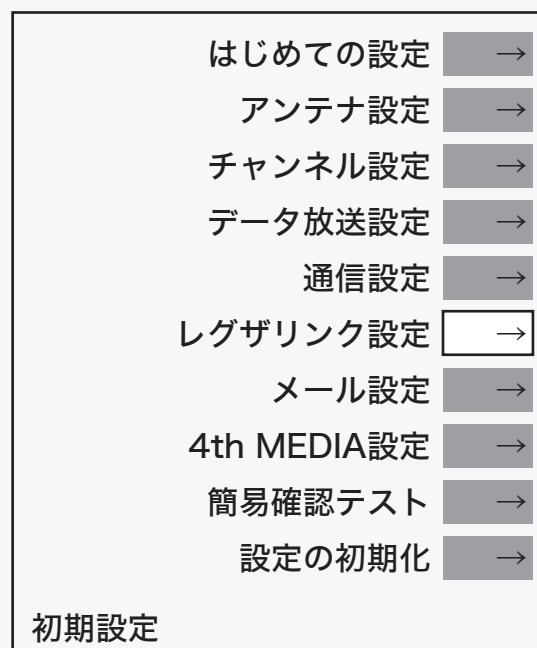 はじめての設定 →
アンテナ設定 →
チャンネル設定 →
データ放送設定 →
通信設定 →
レグザリンク設定 →
メール設定 →
4th MEDIA設定 →
簡易確認テスト →
設定の初期化 →
初期設定